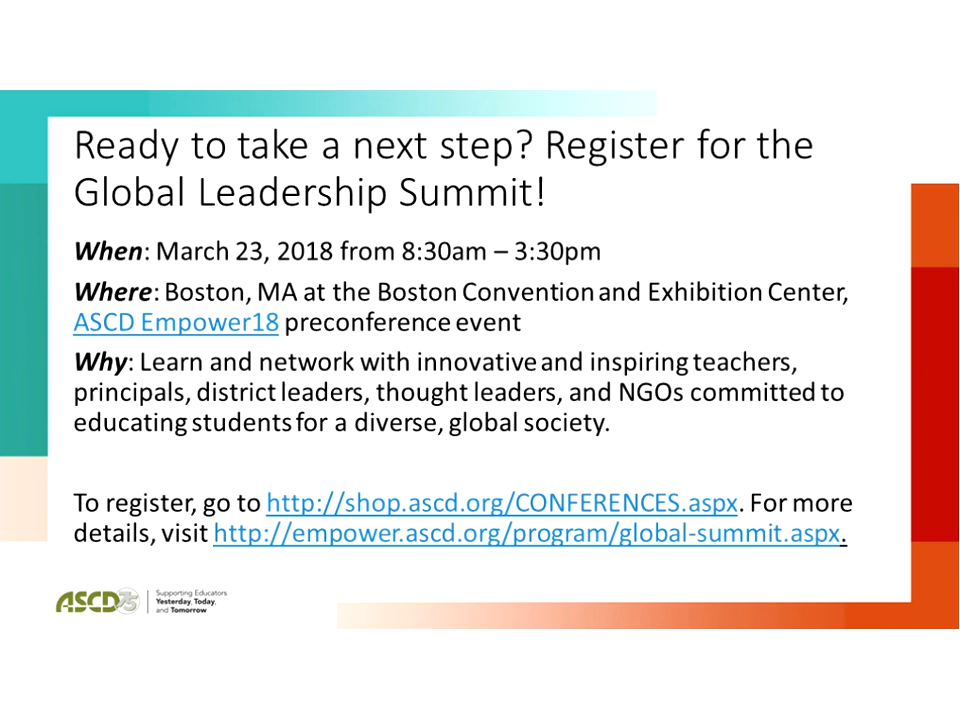 Ready to take a next step? Register for the
Global Leadership Summit!
When: March 23, 2018 from 8:30am – 3:30pm
Where: Boston, MA at the Boston Convention and Exhibition Center,
ASCD Empower18 preconference event
Why: Learn and network with innovative and inspiring teachers,
principals, district leaders, thought leaders, and NGOs committed to
educating students for a diverse, global society.
To register, go to http://shop.ascd.org/CONFERENCES.aspx. For more
details, visit http://empower.ascd.org/program/global-summit.aspx.
ASCD 75
Supporting Educators
Yesterday, Today,
and Tomorrow